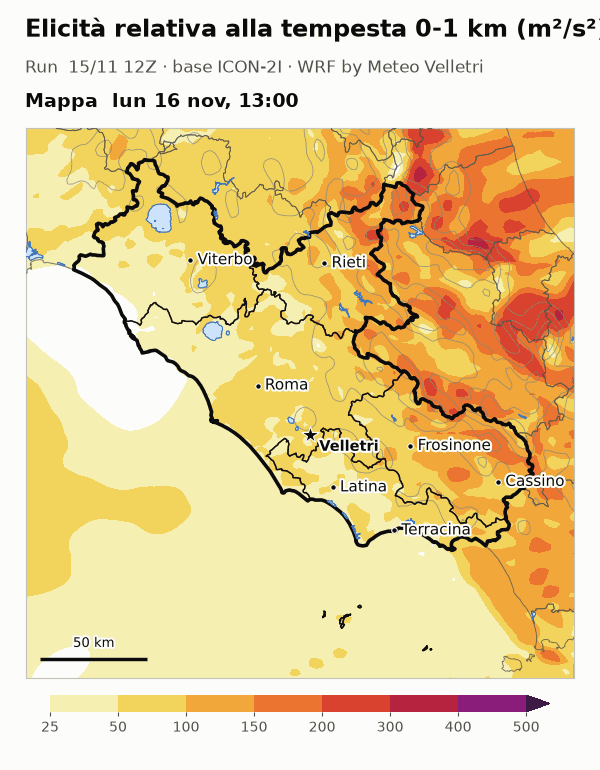 Elicità relativa alla tempesta 0-1 km (m²/s²)
Run 15/11 12Z · base ICON-2I · WRF by Meteo Velletri
Mappa lun 16 nov, 13:00
Viterbo
Rieti
Roma
Velletri
Frosinone
Cassino
Latina
Terracina
50 km
25 50 100 150 200 300 400 500